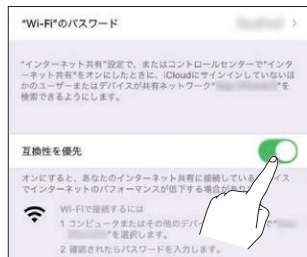 "Wi-Fi"のパスワード
"インターネット共有"設定で、またはコントロールセンターで"インタ
ーネット共有"をオンにしたときに、iCloudにサインインしていないほ
かのユーザーまたはデバイスが共有ネットワーク" "を
検索できるようにします。
互換性を優先
オンにすると、あなたのインターネット共有に接続している イス
でインターネットのパフォーマンスが低下する場合があり
Wi-Fiで接続するには
1 コンピュータまたはその他のデバ で"
"を選択します。
2 確認されたらパスワードを入力します。